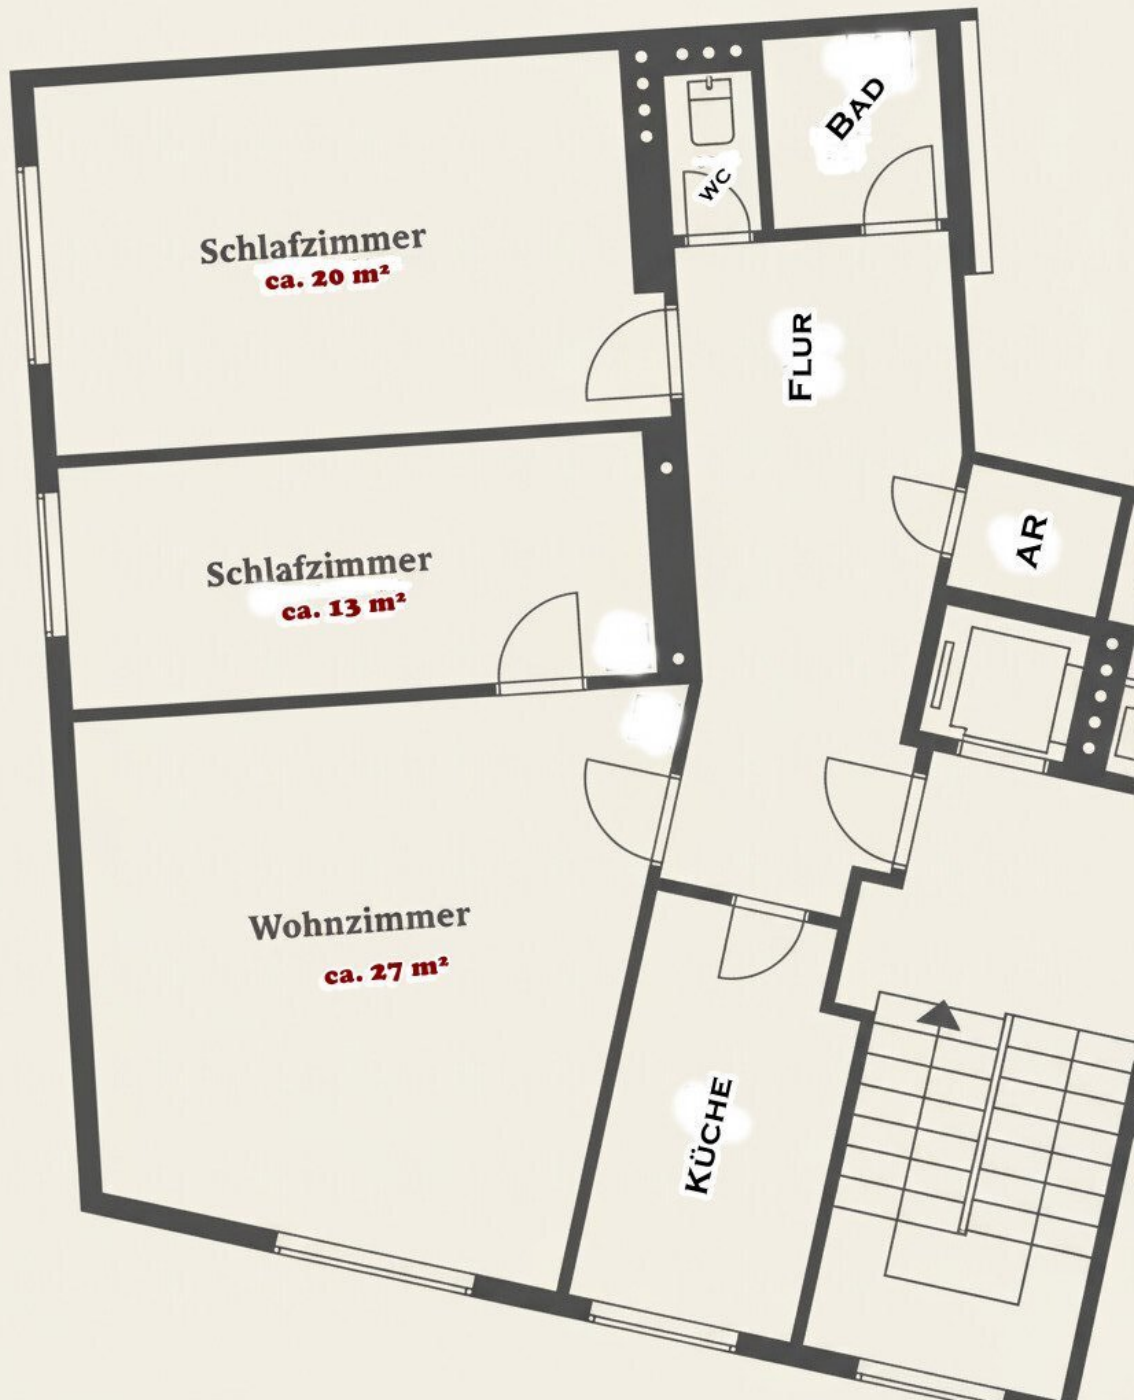 BAD
WC
Schlafzimmer
ca. 20 m²
FLUR
AR
Schlafzimmer
ca. 13 m²
Wohnzimmer
ca. 27 m²
KÜCHE